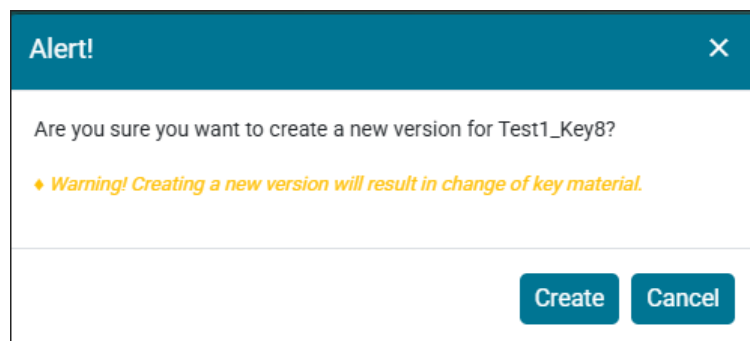 Alert!
Are you sure you want to create a new version for Test1_Key8?
♦ Warning! Creating a new version will result in change of key material.
Create Cancel